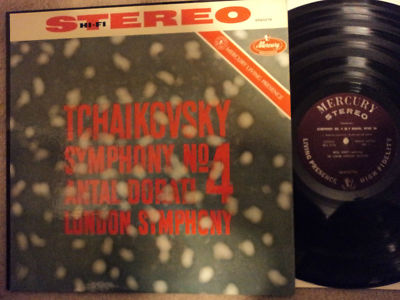 STEREO
HI-FI
Mercury
MERCURY LIVING PRESENCE
TCHAIKOVSKY
SYMPHONY NO. 4
ANTAL DORATI
LONDON SYMPHONY
MERCURY
STEREO
LIVING PRESENCE
HIGH FIDELITY